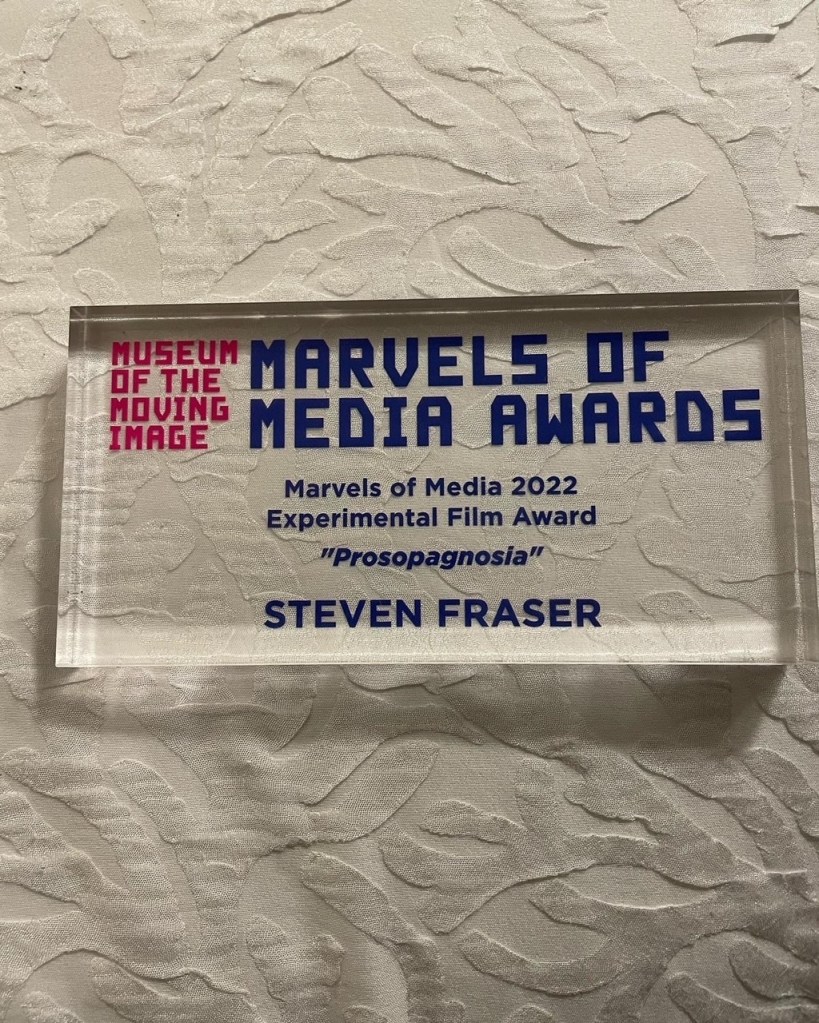 MUSEUM
OF THE
MOVING
IMAGE
MARVELS OF
MEDIA AWARDS
Marvels of Media 2022
Experimental Film Award
"Prosopagnosia"
STEVEN FRASER